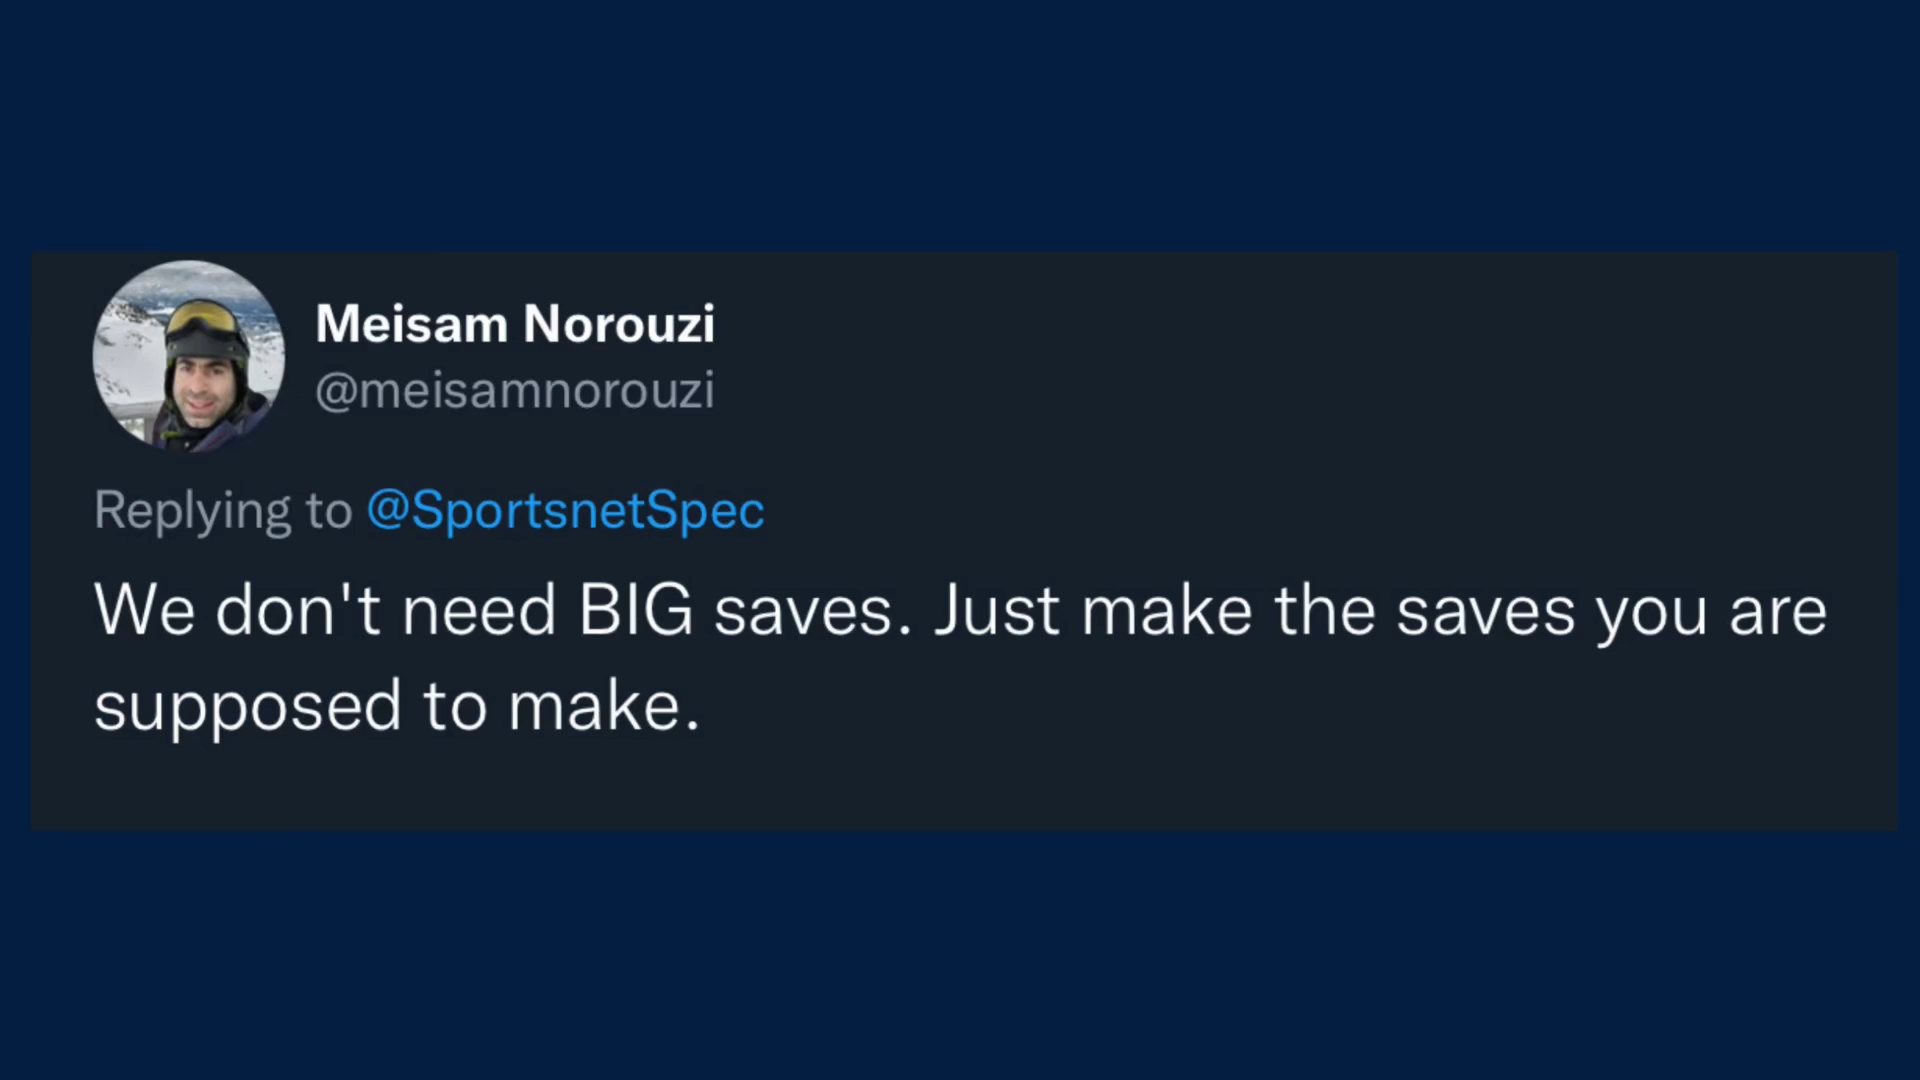 Meisam Norouzi
@meisamnorouzi
Replying to @SportsnetSpec
We don't need BIG saves. Just make the saves you are
supposed to make.